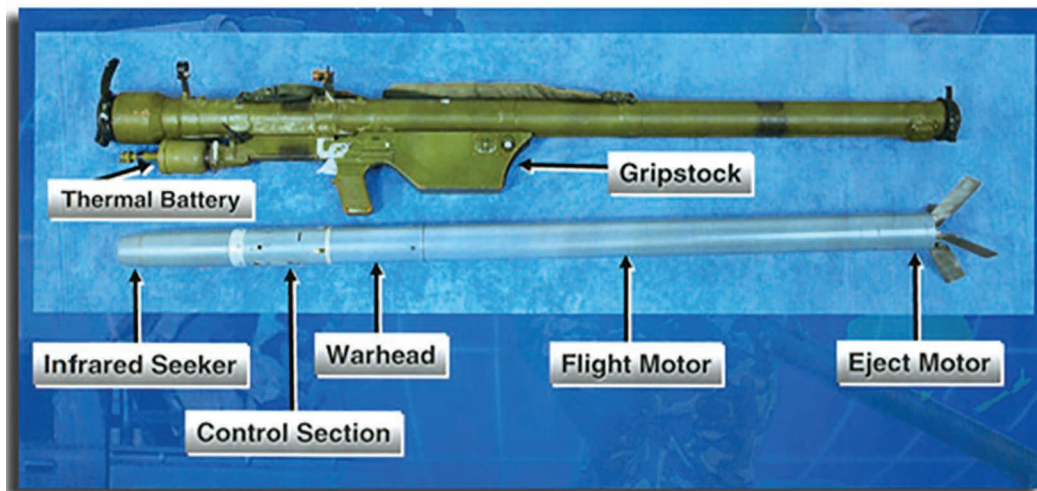 Thermal Battery
Gripstock
Infrared Seeker
Control Section
Warhead
Flight Motor
Eject Motor